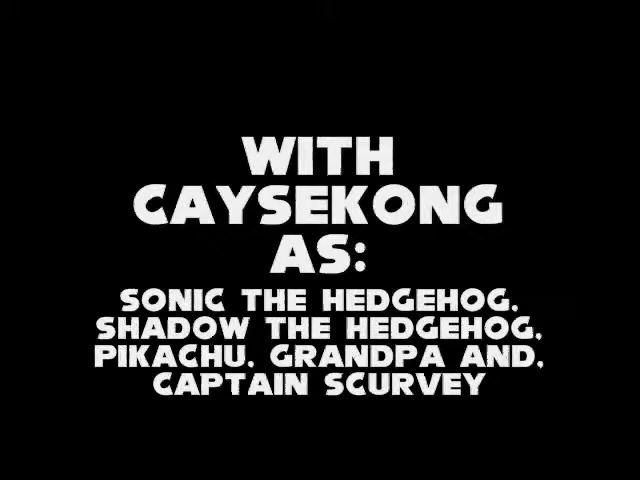 WITH
CAYSEKONG
AS:
SONIC THE HEDGEHOG,
SHADOW THE HEDGEHOG,
PIKACHU, GRANDPA AND,
CAPTAIN SCURVEY